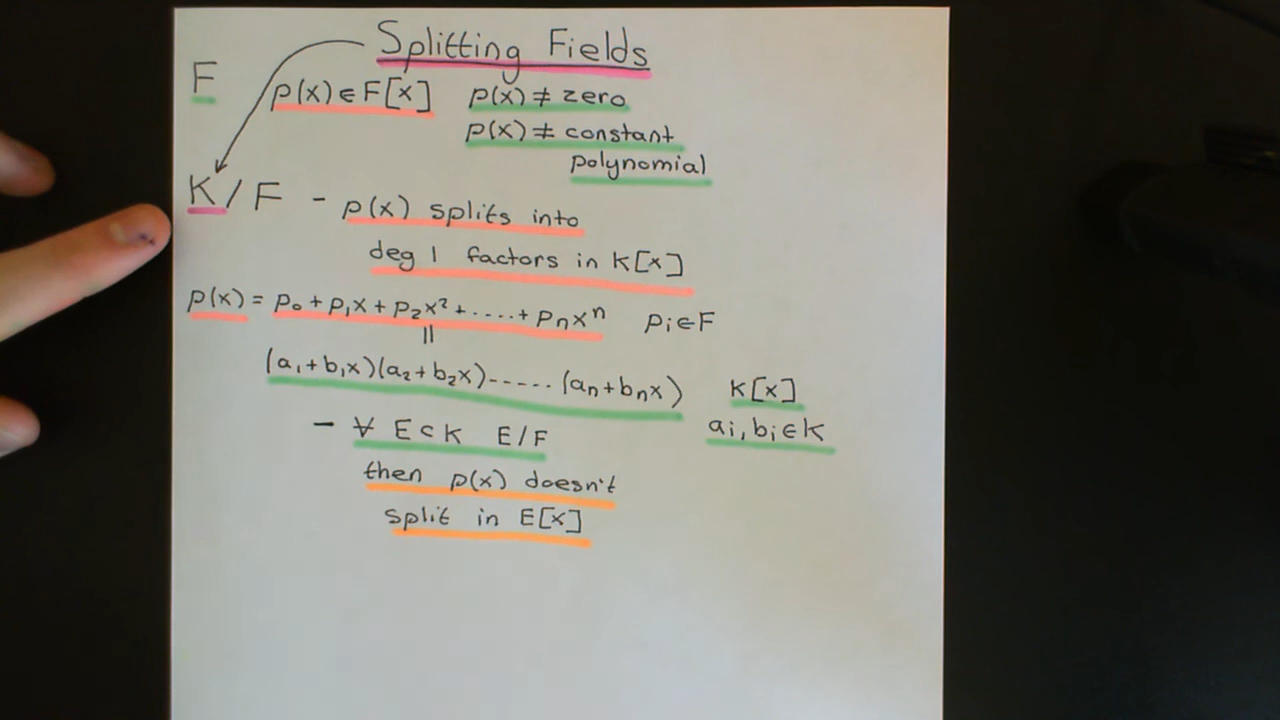 Splitting Fields
F
p(x) ∈ F[x] p(x) ≠ zero
p(x) ≠ constant
polynomial
K/F - p(x) splits into
deg 1 factors in K[x]
p(x) = p₀ + p₁x + p₂x² + ..... + pₙxⁿ pᵢ ∈ F
=
(a₁+b₁x)(a₂+b₂x)------(aₙ+bₙx) K[x]
- ∀ E ⊂ K E/F aᵢ, bᵢ ∈ K
then p(x) doesn't
split in E[x]